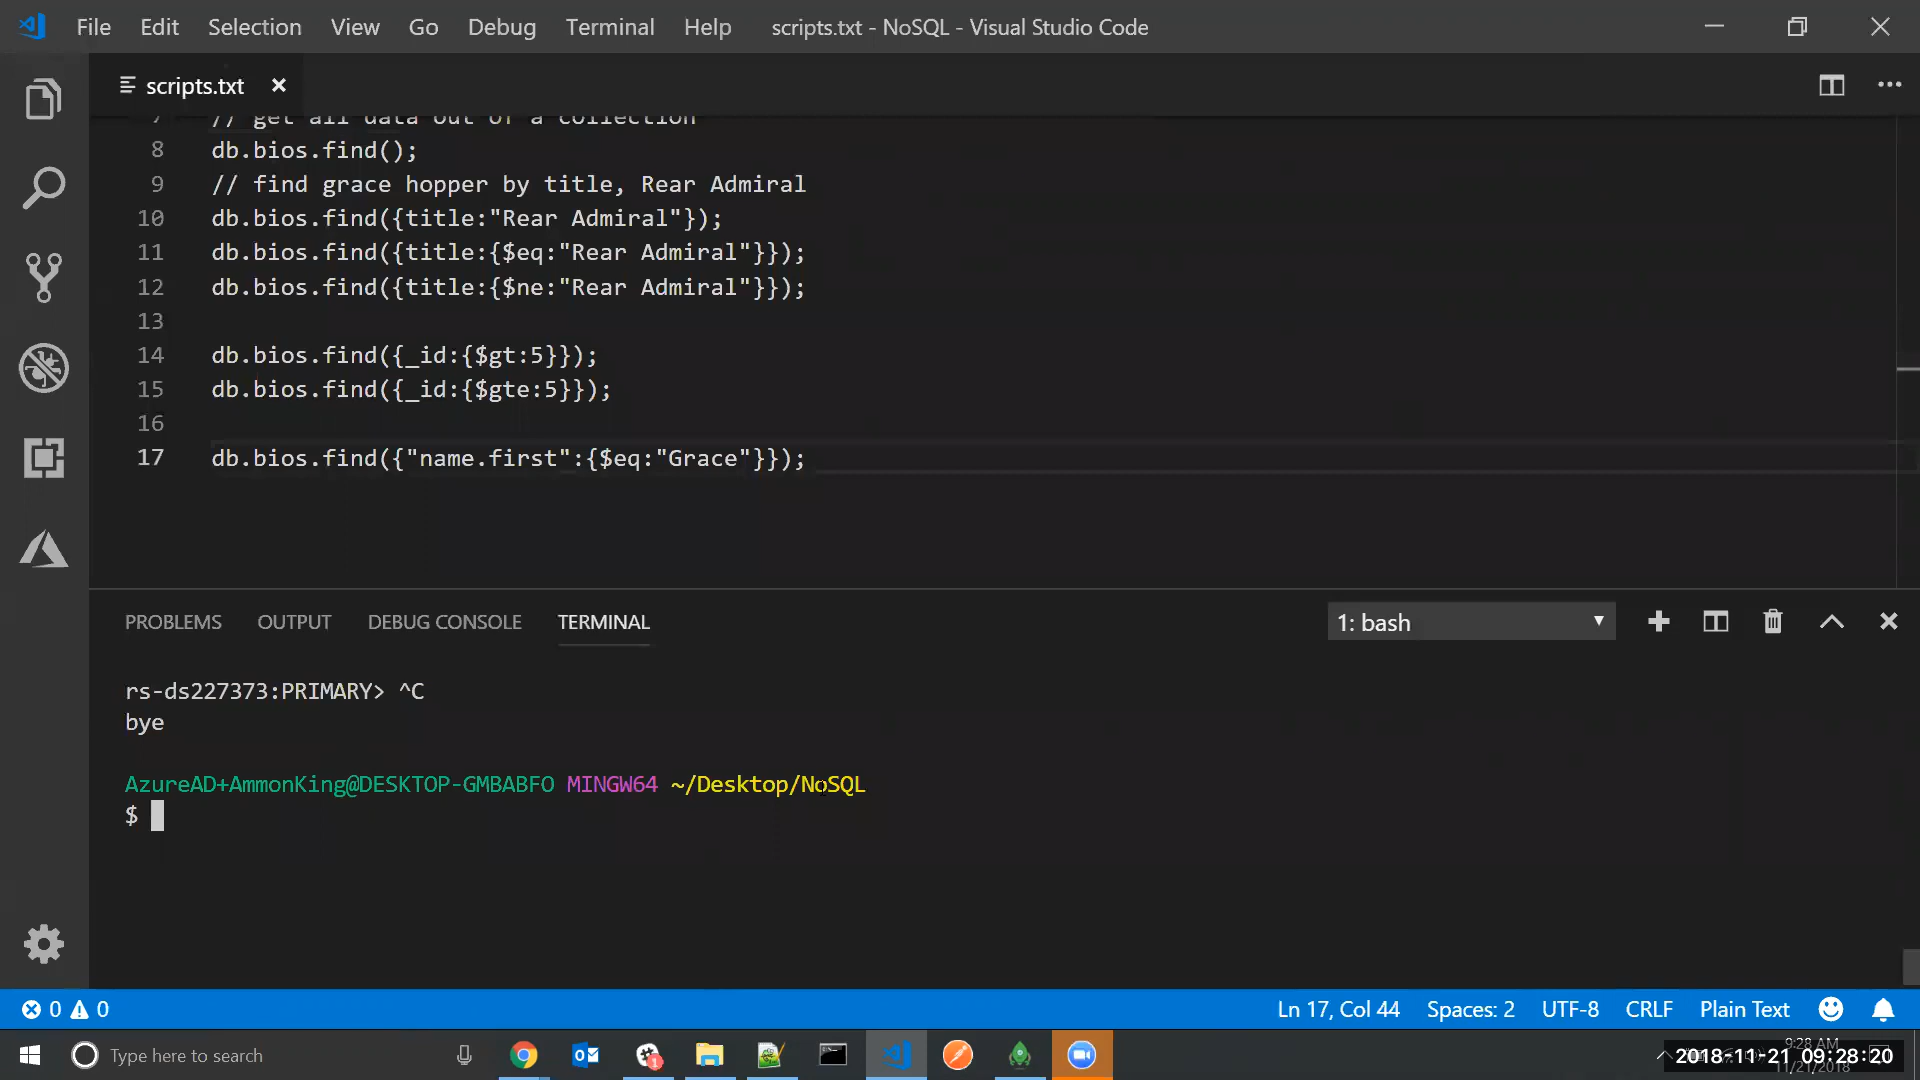 File Edit Selection View Go Debug Terminal Help scripts.txt - NoSQL - Visual Studio Code
scripts.txt
7 // get all data out of a collection
8 db.bios.find();
9 // find grace hopper by title, Rear Admiral
10 db.bios.find({title:"Rear Admiral"});
11 db.bios.find({title:{$eq:"Rear Admiral"}});
12 db.bios.find({title:{$ne:"Rear Admiral"}});
13
14 db.bios.find({_id:{$gt:5}});
15 db.bios.find({_id:{$gte:5}});
16
17 db.bios.find({"name.first":{$eq:"Grace"}});
PROBLEMS OUTPUT DEBUG CONSOLE TERMINAL 1: bash
rs-ds227373:PRIMARY> ^C
bye
AzureAD+AmmonKing@DESKTOP-GMBABFO MINGW64 ~/Desktop/NoSQL
$
0 0 Ln 17, Col 44 Spaces: 2 UTF-8 CRLF Plain Text
Type here to search 1
9:28 AM
2018-11-21 09:28:20
11/21/2018